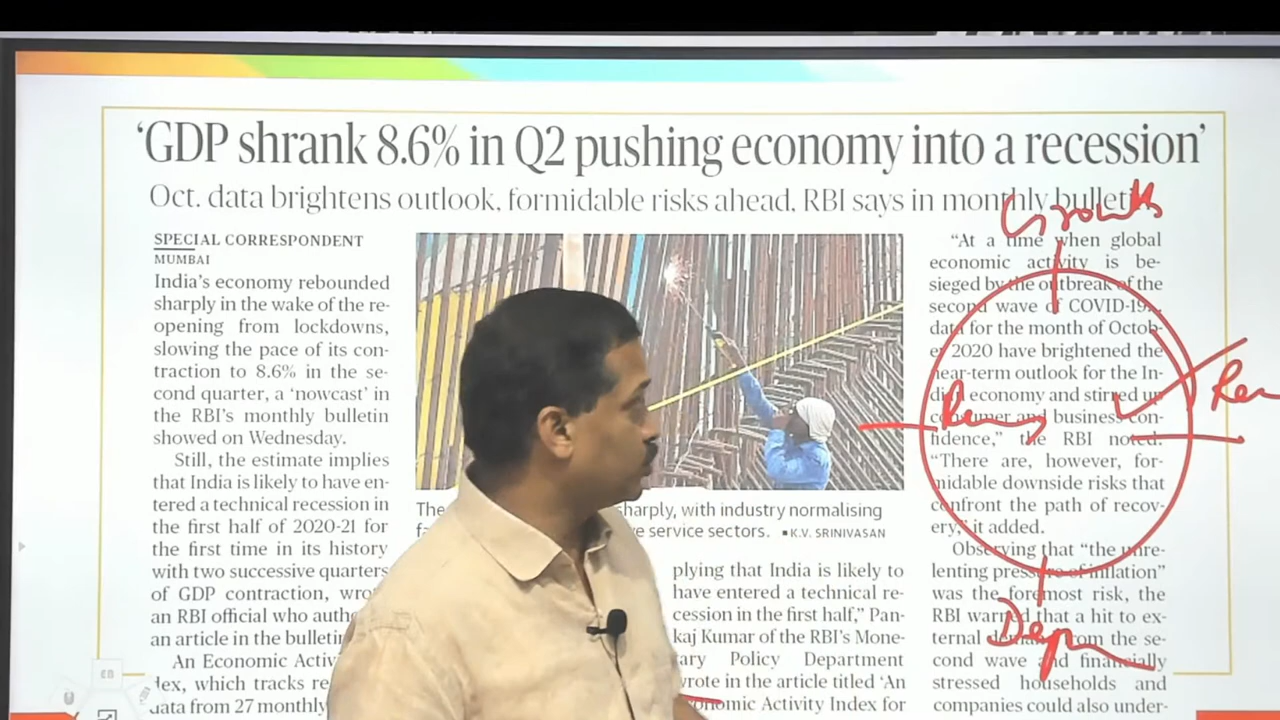 ‘GDP shrank 8.6% in Q2 pushing economy into a recession’
Oct. data brightens outlook, formidable risks ahead, RBI says in monthly bulletin
SPECIAL CORRESPONDENT
MUMBAI
India’s economy rebounded
sharply in the wake of the re-
opening from lockdowns,
slowing the pace of its con-
traction to 8.6% in the se-
cond quarter, a ‘nowcast’ in
the RBI’s monthly bulletin
showed on Wednesday.
Still, the estimate implies
that India is likely to have en-
tered a technical recession in
the first half of 2020-21 for
the first time in its history
with two successive quarters
of GDP contraction, wro
an RBI official who auth
an article in the bulletin
An Economic Activ
dex, which tracks re
data from 27 monthly
The
sharply, with industry normalising
fa
e service sectors. ■ K.V. SRINIVASAN
plying that India is likely to
have entered a technical re-
cession in the first half,” Pan-
kaj Kumar of the RBI’s Mone-
tary Policy Department
wrote in the article titled ‘An
onomic Activity Index for
“At a time when global
economic activity is be-
sieged by the outbreak of the
second wave of COVID-19,
data for the month of Octob-
er 2020 have brightened the
near-term outlook for the In-
dian economy and stirred up
consumer and business con-
fidence,” the RBI noted.
“There are, however, for-
midable downside risks that
confront the path of recov-
ery,” it added.
Observing that “the unre-
lenting pressure of inflation”
was the foremost risk, the
RBI warned that a hit to ex-
ternal demand from the se-
cond wave and financially
stressed households and
companies could also under-
Growth
Rec
Dep